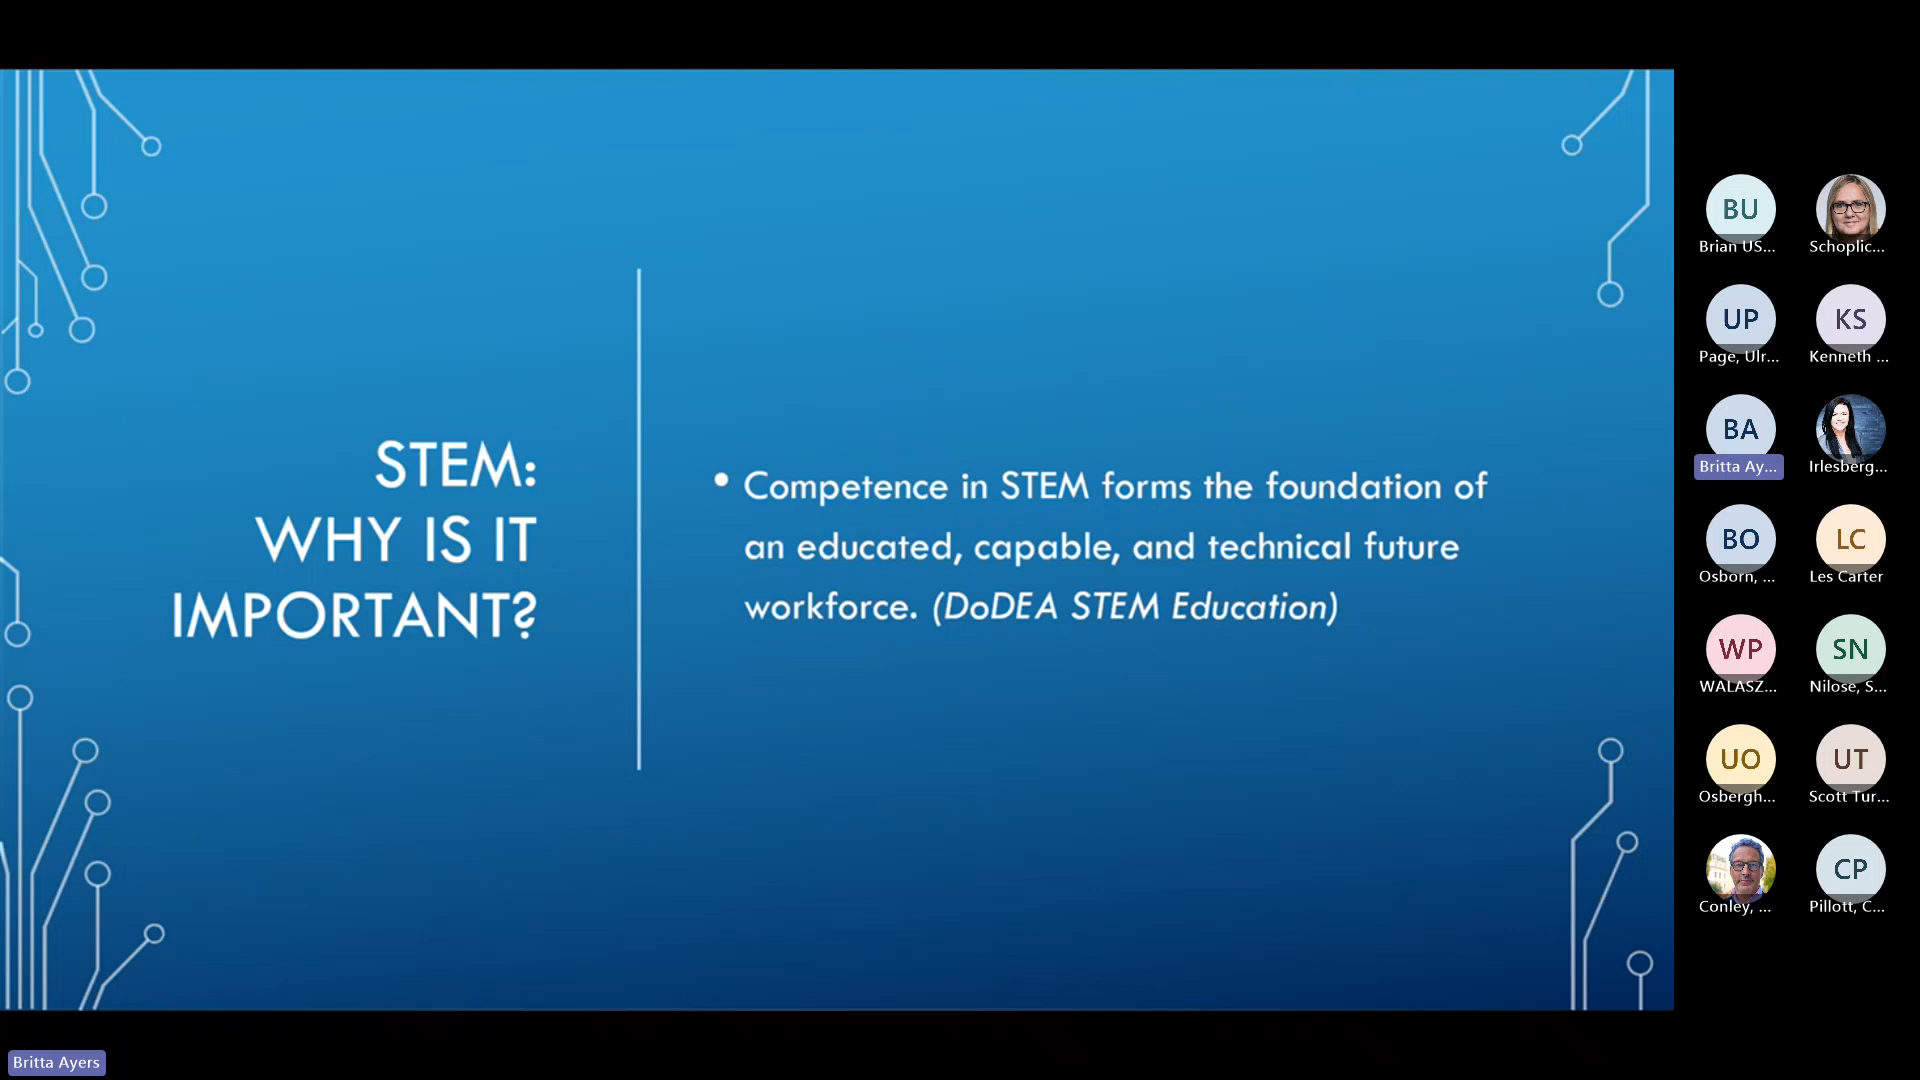 STEM:
WHY IS IT
IMPORTANT?
• Competence in STEM forms the foundation of
an educated, capable, and technical future
workforce. (DoDEA STEM Education)
BU
Brian US...
Schoplic...
UP
Page, Ulr...
KS
Kenneth ...
BA
Britta Ay...
Irlesberg...
BO
Osborn, ...
LC
Les Carter
WP
WALASZ...
SN
Nilose, S...
UO
Osbergh...
UT
Scott Tur...
Conley, ...
CP
Pillott, C...
Britta Ayers